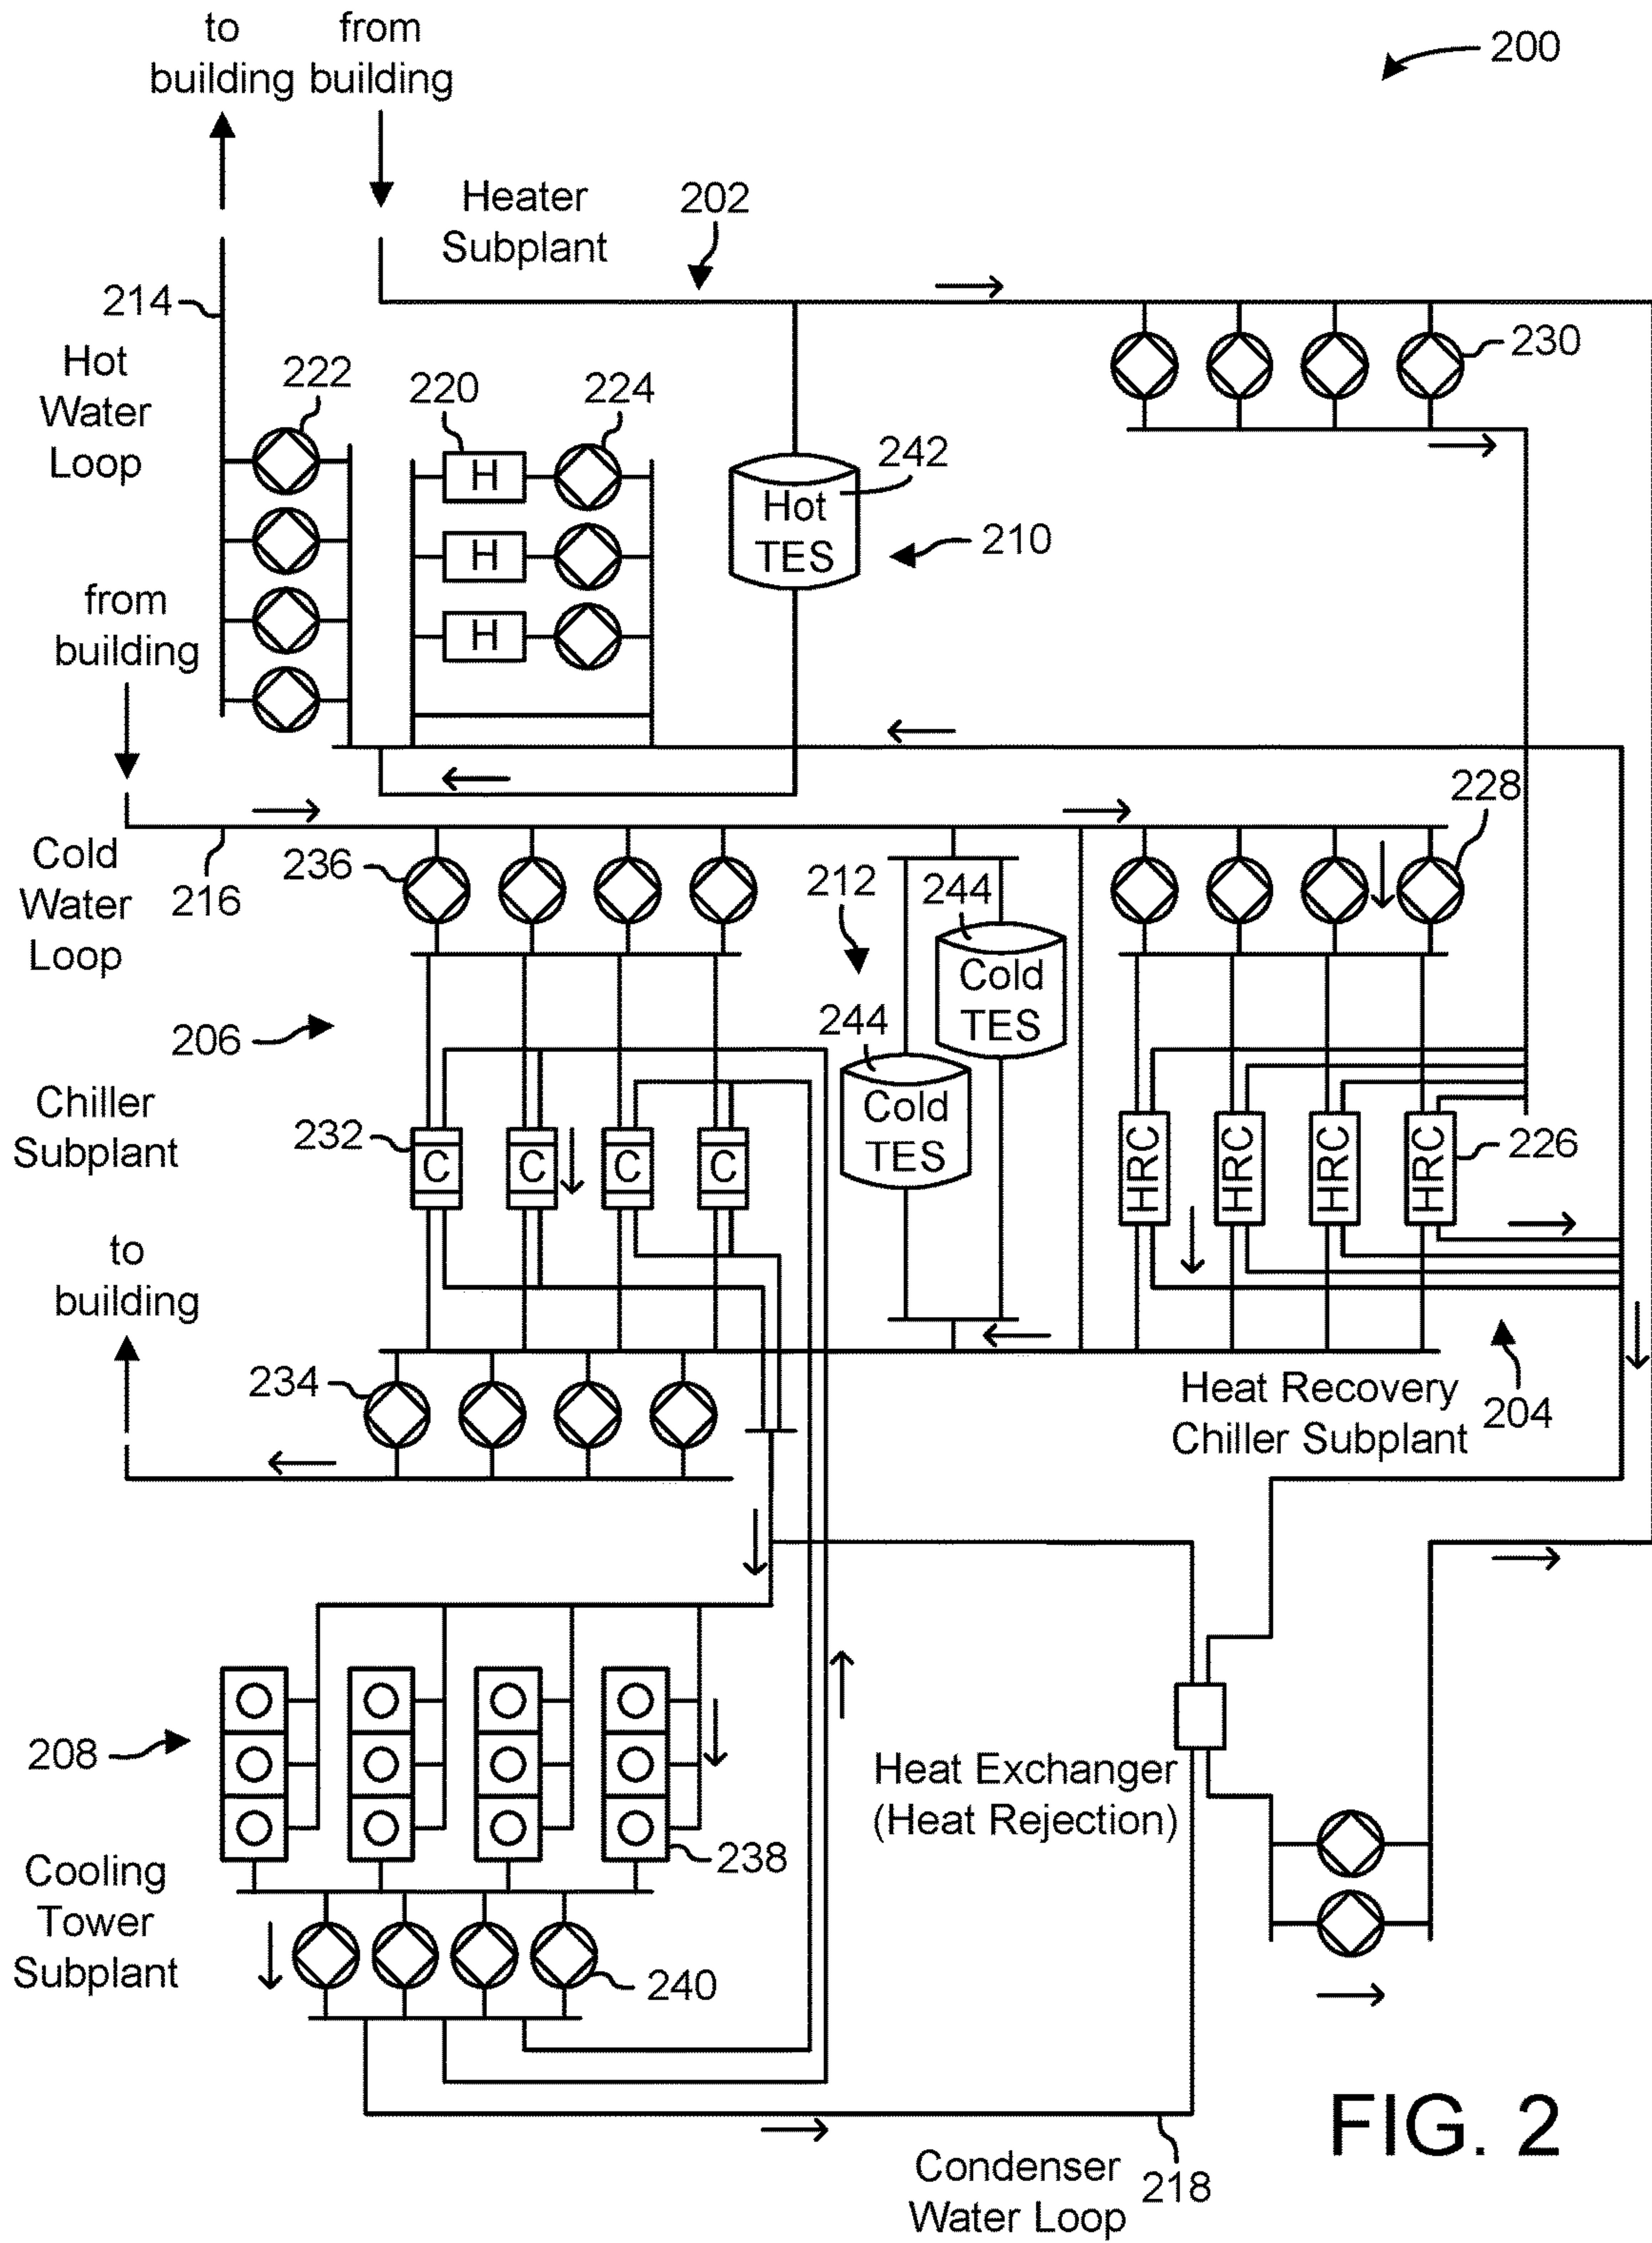 to
building
from
building
200
Heater
Subplant
202
214
Hot
Water
Loop
222
220
224
230
H
H
H
242
Hot
TES
210
from
building
228
Cold
Water
Loop
216
236
212
244
Cold
TES
244
Cold
TES
206
Chiller
Subplant
232
C
C
C
C
HRC
HRC
HRC
HRC
226
to
building
234
Heat Recovery
Chiller Subplant
204
208
Heat Exchanger
(Heat Rejection)
238
Cooling
Tower
Subplant
240
Condenser
Water Loop
218
FIG. 2